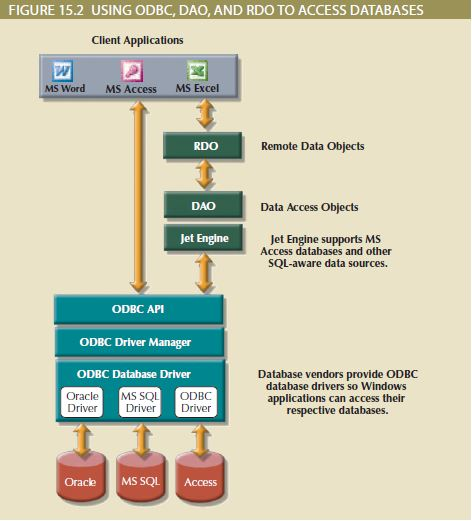 FIGURE 15.2 USING ODBC, DAO, AND RDO TO ACCESS DATABASES
Client Applications
MS Word MS Access MS Excel
RDO Remote Data Objects
DAO Data Access Objects
Jet Engine
Jet Engine supports MS
Access databases and other
SQL-aware data sources.
ODBC API
ODBC Driver Manager
ODBC Database Driver
Oracle
Driver
MS SQL
Driver
ODBC
Driver
Database vendors provide ODBC
database drivers so Windows
applications can access their
respective databases.
Oracle MS SQL Access